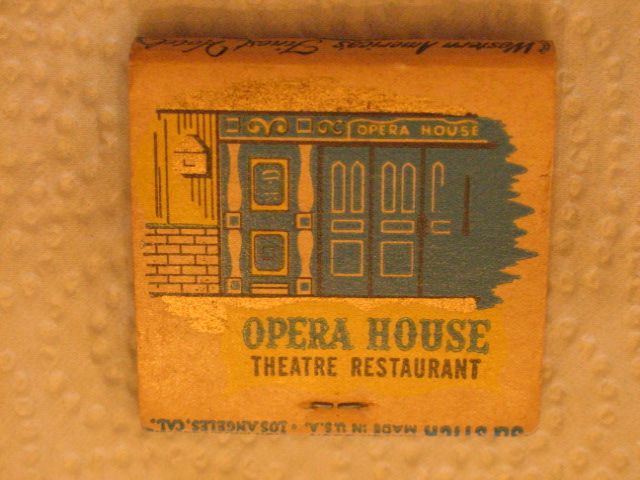 Western America's Finest
OPERA HOUSE
OPERA HOUSE
THEATRE RESTAURANT
MADE IN U.S.A. • LOS ANGELES, CAL.